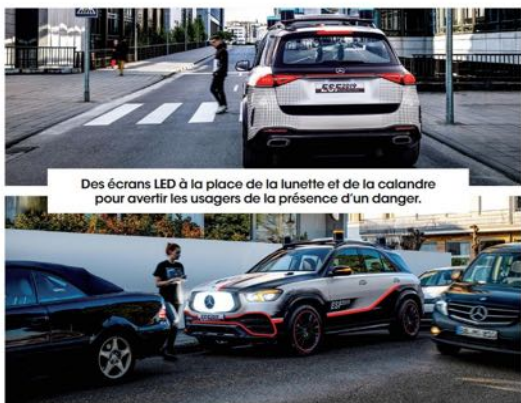 ESF2019
Des écrans LED à la place de la lunette et de la calandre
pour avertir les usagers de la présence d'un danger.